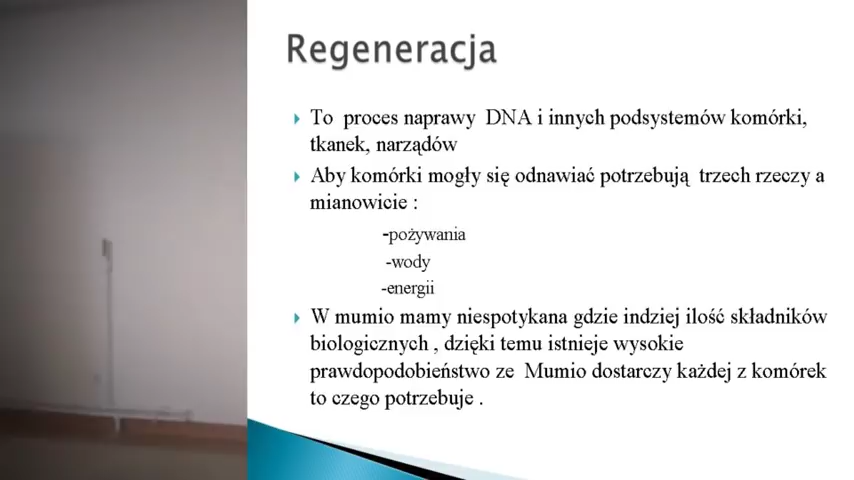 Regeneracja
To proces naprawy DNA i innych podsystemów komórki,
tkanek, narządów
Aby komórki mogły się odnawiać potrzebują trzech rzeczy a
mianowicie :
-pożywania
-wody
-energii
W mumio mamy niespotykana gdzie indziej ilość składników
biologicznych , dzięki temu istnieje wysokie
prawdopodobieństwo ze Mumio dostarczy każdej z komórek
to czego potrzebuje .